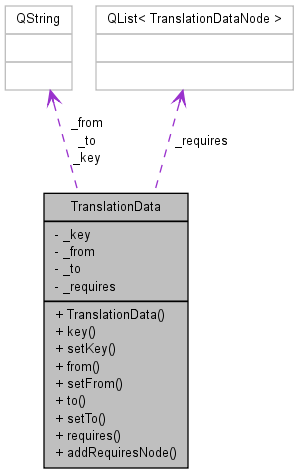 QString
QList< TranslationDataNode >
_from
_to
_key
_requires
TranslationData
- _key
- _from
- _to
- _requires
+ TranslationData()
+ key()
+ setKey()
+ from()
+ setFrom()
+ to()
+ setTo()
+ requires()
+ addRequiresNode()